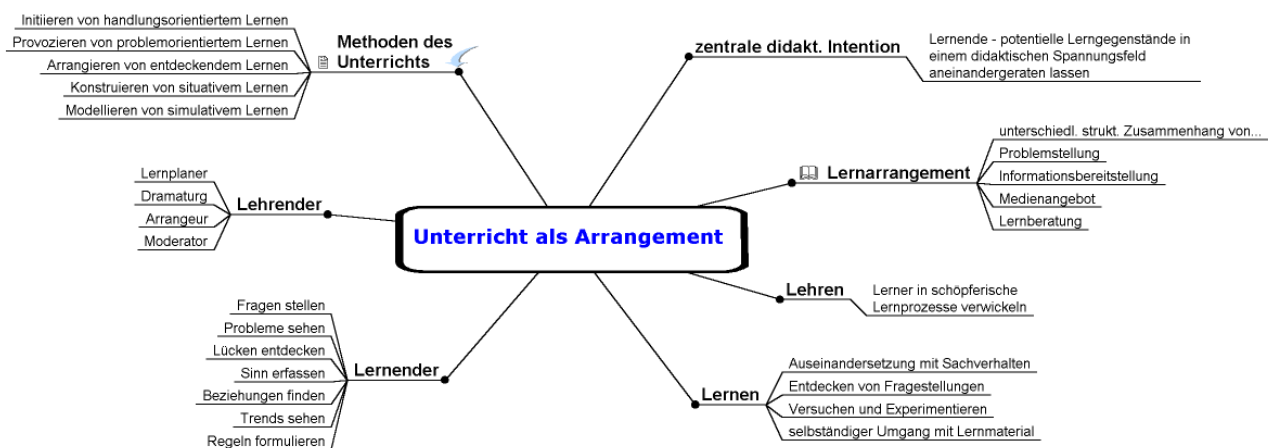 Initiieren von handlungsorientiertem Lernen
Provozieren von problemorientiertem Lernen
Arrangieren von entdeckendem Lernen
Konstruieren von situativem Lernen
Modellieren von simulativem Lernen
Methoden des
Unterrichts
zentrale didakt. Intention
Lernende - potentielle Lerngegenstände in
einem didaktischen Spannungsfeld
aneinandergeraten lassen
Lernarrangement
unterschiedl. strukt. Zusammenhang von...
Problemstellung
Informationsbereitstellung
Medienangebot
Lernberatung
Lernplaner
Dramaturg
Arrangeur
Moderator
Lehrender
Unterricht als Arrangement
Lehren
Lerner in schöpferische
Lernprozesse verwickeln
Fragen stellen
Probleme sehen
Lücken entdecken
Sinn erfassen
Beziehungen finden
Trends sehen
Regeln formulieren
Lernender
Lernen
Auseinandersetzung mit Sachverhalten
Entdecken von Fragestellungen
Versuchen und Experimentieren
selbständiger Umgang mit Lernmaterial